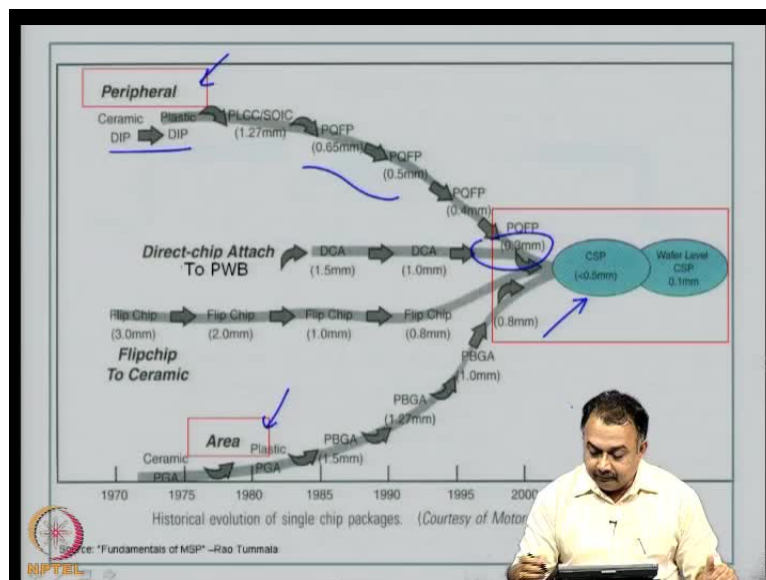 Peripheral
Ceramic Plastic PLCC/SOIC
DIP DIP (1.27mm) PQFP
(0.65mm) PQFP
(0.5mm) PQFP
(0.4mm) PQFP
(0.3mm)
Direct-chip Attach
To PWB
DCA DCA
(1.5mm) (1.0mm)
CSP
(<0.5mm)
Wafer Level
CSP
0.1mm
Flip Chip Flip Chip Flip Chip Flip Chip
(3.0mm) (2.0mm) (1.0mm) (0.8mm)
Flipchip
To Ceramic
(0.8mm)
PBGA
(1.0mm)
PBGA
(1.27mm)
PBGA
(1.5mm)
Area
Ceramic Plastic
PGA PGA
1970 1975 1980 1985 1990 1995 2000
Historical evolution of single chip packages. (Courtesy of
Source: "Fundamentals of MSP" –Rao Tummala
NPTEL